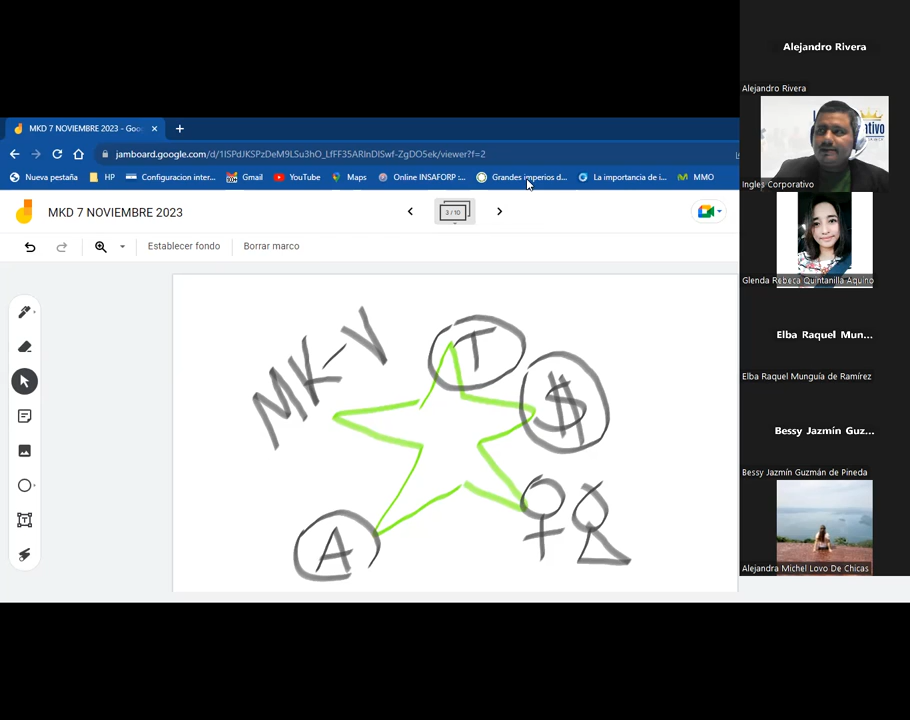 Alejandro Rivera
Alejandro Rivera
Ingles Corporativo
Glenda Rebeca Quintanilla Aquino
Elba Raquel Mun...
Elba Raquel Munguía de Ramírez
Bessy Jazmín Guz...
Bessy Jazmín Guzmán de Pineda
Alejandra Michel Lovo De Chicas
MKD 7 NOVIEMBRE 2023 - Goo
jamboard.google.com/d/1ISPdJKSPzDeM9LSu3hO_LfFF35ARInDISwf-ZgDO5ek/viewer?f=2
Nueva pestaña
HP
Configuracion inter...
Gmail
YouTube
Maps
Online INSAFORP :...
Grandes imperios d...
La importancia de i...
MMO
MKD 7 NOVIEMBRE 2023
3 / 10
Establecer fondo
Borrar marco
MK-V
T
$
A